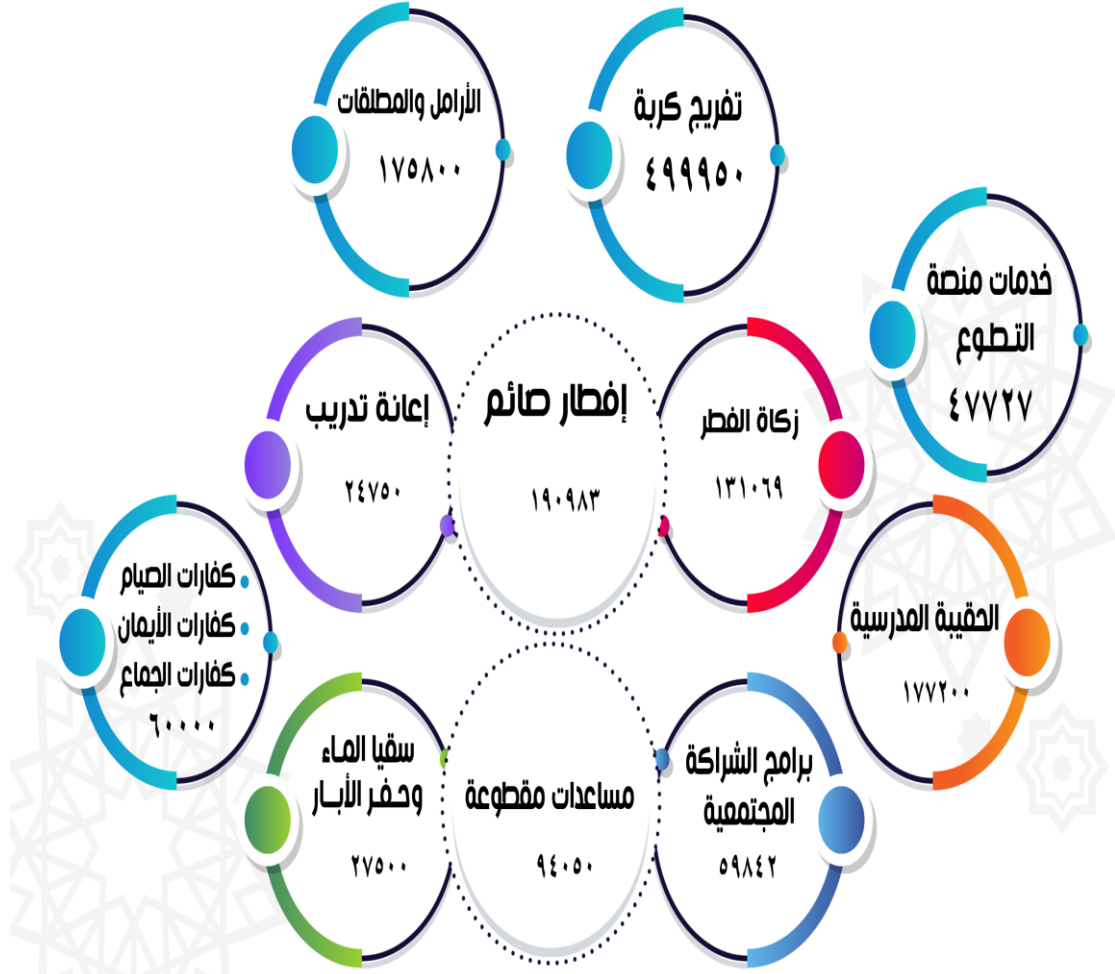 تفريج كربة
٤٩٩٩٥٠
الأرامل والمطلقات
١٧٥٨٠٠
خدمات منصة
التطوع
٤٧٧٢٧
زكاة الفطر
١٣١٠٦٩
إفطار صائم
١٩٠٩٨٣
إعانة تدريب
٢٤٧٥٠
الحقيبة المدرسية
١٧٧٢٠٠
• كفارات الصيام
• كفارات الأيمان
• كفارات الجماع
٦٠٠٠٠
برامج الشراكة
المجتمعية
٥٩٨٤٢
مساعدات مقطوعة
٩٤٠٥٠
سقيا الماء
وحفر الأبار
٢٧٥٠٠